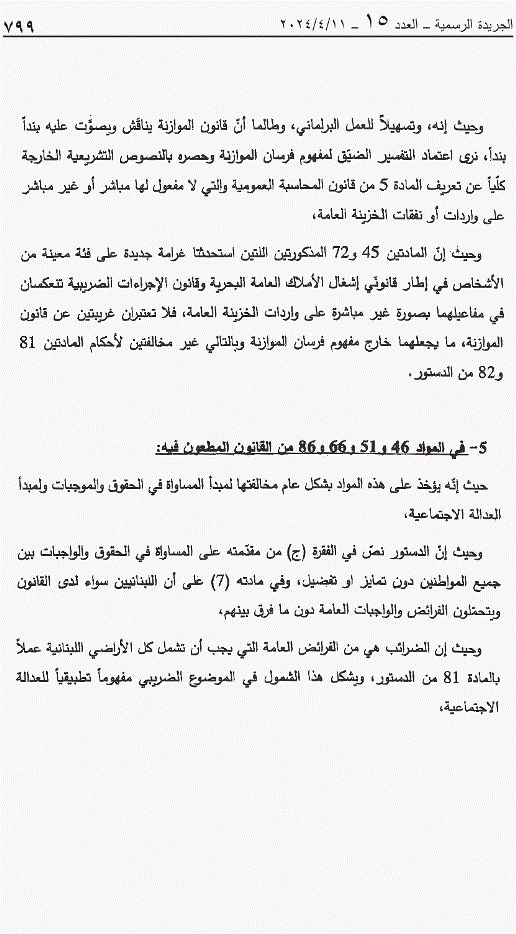 الجريدة الرسمية ــ العدد ١٥ ــ ٢٠٢٤/٤/١١
٧٩٩
وحيث إنه، وتسهيلاً للعمل البرلماني، وطالما أنّ قانون الموازنة يناقَش ويصوَّت عليه بنداً
بنداً، نرى اعتماد التفسير الضيّق لمفهوم فرسان الموازنة وحصره بالنصوص التشريعية الخارجة
كلّياً عن تعريف المادة 5 من قانون المحاسبة العمومية والتي لا مفعول لها مباشر أو غير مباشر
على واردات أو نفقات الخزينة العامة،
وحيث إنّ المادتين 45 و72 المذكورتين اللتين استحدثتا غرامة جديدة على فئة معينة من
الأشخاص في إطار قانونَي إشغال الأملاك العامة البحرية وقانون الإجراءات الضريبية تنعكسان
في مفاعيلهما بصورة غير مباشرة على واردات الخزينة العامة، فلا تعتبران غريبتين عن قانون
الموازنة، ما يجعلهما خارج مفهوم فرسان الموازنة وبالتالي غير مخالفتين لأحكام المادتين 81
و82 من الدستور.
5- في المواد 46 و51 و66 و86 من القانون المطعون فيه:
حيث إنّه يؤخذ على هذه المواد بشكل عام مخالفتها لمبدأ المساواة في الحقوق والموجبات ولمبدأ
العدالة الاجتماعية،
وحيث إنّ الدستور نصّ في الفقرة (ج) من مقدّمته على المساواة في الحقوق والواجبات بين
جميع المواطنين دون تمايز او تفضيل، وفي مادته (7) على أن اللبنانيين سواء لدى القانون
ويتحمّلون الفرائض والواجبات العامة دون ما فرق بينهم،
وحيث إن الضرائب هي من الفرائض العامة التي يجب أن تشمل كل الأراضي اللبنانية عملاً
بالمادة 81 من الدستور، ويشكل هذا الشمول في الموضوع الضريبي مفهوماً تطبيقياً للعدالة
الاجتماعية،